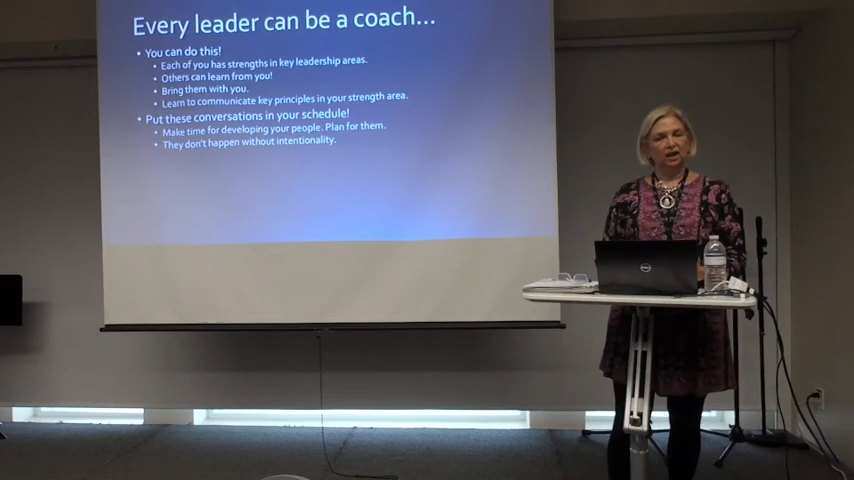 Every leader can be a coach...
• You can do this!
• Each of you has strengths in key leadership areas.
• Others can learn from you!
• Bring them with you.
• Learn to communicate key principles in your strength area.
• Put these conversations in your schedule!
• Make time for developing your people. Plan for them.
• They don't happen without intentionality.
DELL